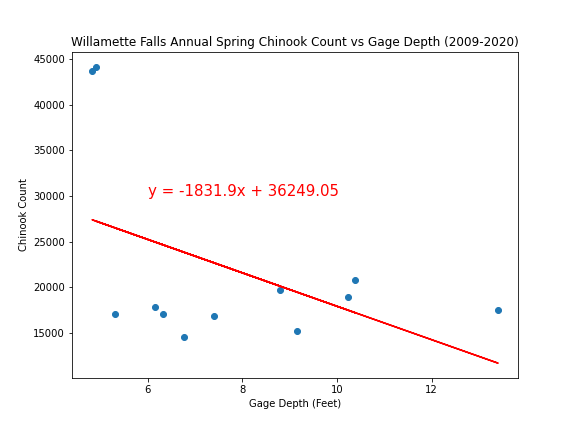 Willamette Falls Annual Spring Chinook Count vs Gage Depth (2009-2020)
45000
40000
35000
30000
25000
20000
15000
Chinook Count
y = -1831.9x + 36249.05
6 8 10 12
Gage Depth (Feet)